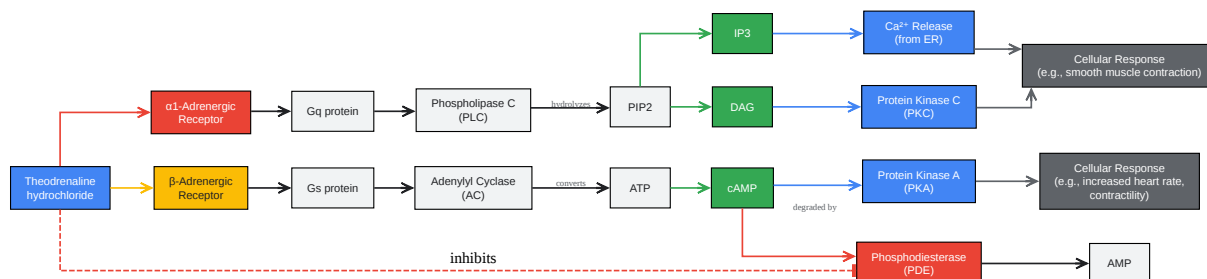 IP3
Ca²⁺ Release
(from ER)
Cellular Response
(e.g., smooth muscle contraction)
α1-Adrenergic
Receptor
Gq protein
Phospholipase C
(PLC)
hydrolyzes
PIP2
DAG
Protein Kinase C
(PKC)
Theodrenaline
hydrochloride
β-Adrenergic
Receptor
Gs protein
Adenylyl Cyclase
(AC)
converts
ATP
cAMP
degraded by
Protein Kinase A
(PKA)
Cellular Response
(e.g., increased heart rate,
contractility)
inhibits
Phosphodiesterase
(PDE)
AMP